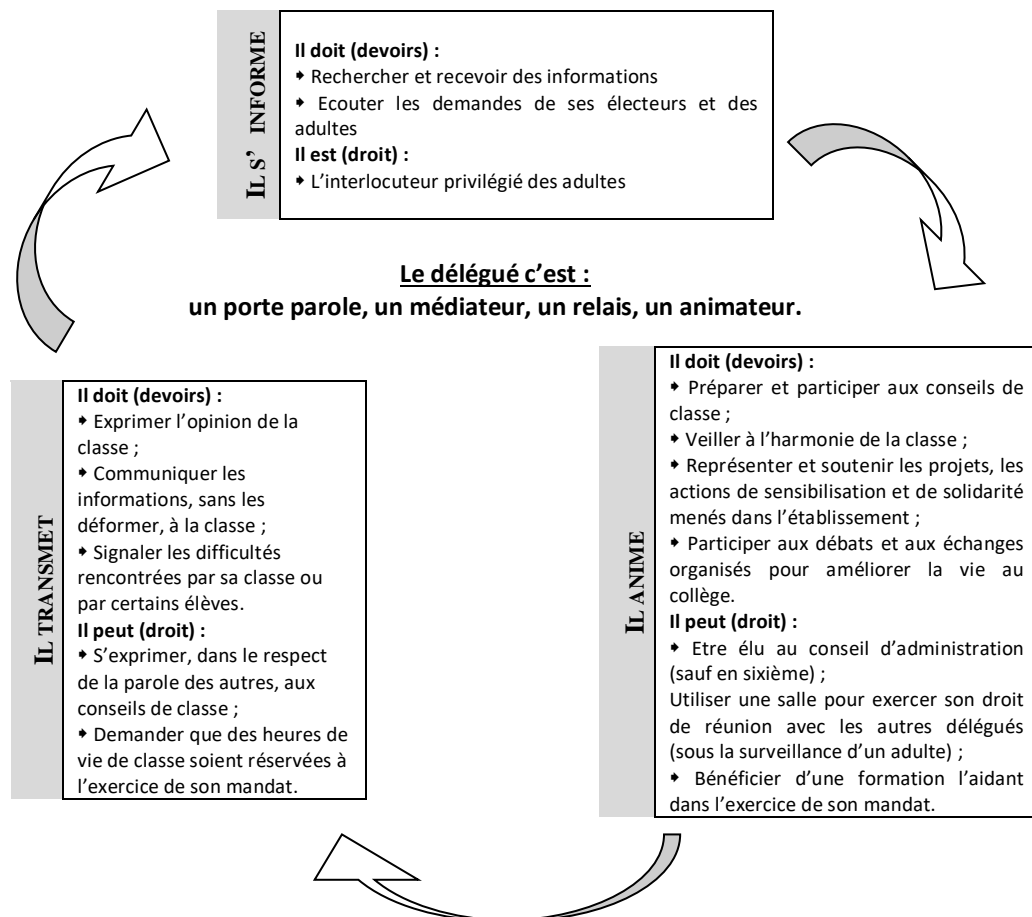 IL S' INFORME
Il doit (devoirs) :
➧ Rechercher et recevoir des informations
➧ Ecouter les demandes de ses électeurs et des
adultes
Il est (droit) :
➧ L'interlocuteur privilégié des adultes
Le délégué c'est :
un porte parole, un médiateur, un relais, un animateur.
IL TRANSMET
Il doit (devoirs) :
➧ Exprimer l'opinion de la
classe ;
➧ Communiquer les
informations, sans les
déformer, à la classe ;
➧ Signaler les difficultés
rencontrées par sa classe ou
par certains élèves.
Il peut (droit) :
➧ S'exprimer, dans le respect
de la parole des autres, aux
conseils de classe ;
➧ Demander que des heures de
vie de classe soient réservées à
l'exercice de son mandat.
IL ANIME
Il doit (devoirs) :
➧ Préparer et participer aux conseils de
classe ;
➧ Veiller à l'harmonie de la classe ;
➧ Représenter et soutenir les projets, les
actions de sensibilisation et de solidarité
menés dans l'établissement ;
➧ Participer aux débats et aux échanges
organisés pour améliorer la vie au
collège.
Il peut (droit) :
➧ Etre élu au conseil d'administration
(sauf en sixième) ;
Utiliser une salle pour exercer son droit
de réunion avec les autres délégués
(sous la surveillance d'un adulte) ;
➧ Bénéficier d'une formation l'aidant
dans l'exercice de son mandat.